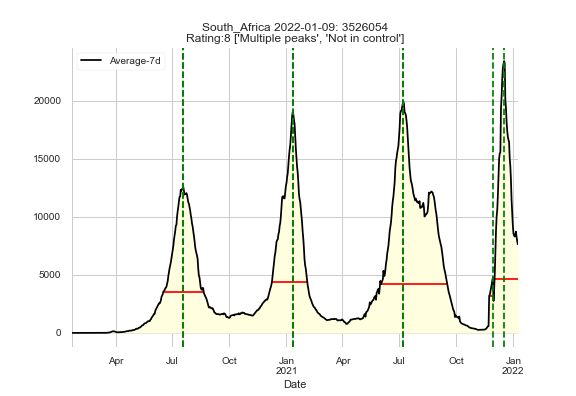 South_Africa 2022-01-09: 3526054
Rating:8 ['Multiple peaks', 'Not in control']
Average-7d
20000
15000
10000
5000
0
Apr Jul Oct Jan Apr Jul Oct Jan
2021 2022
Date